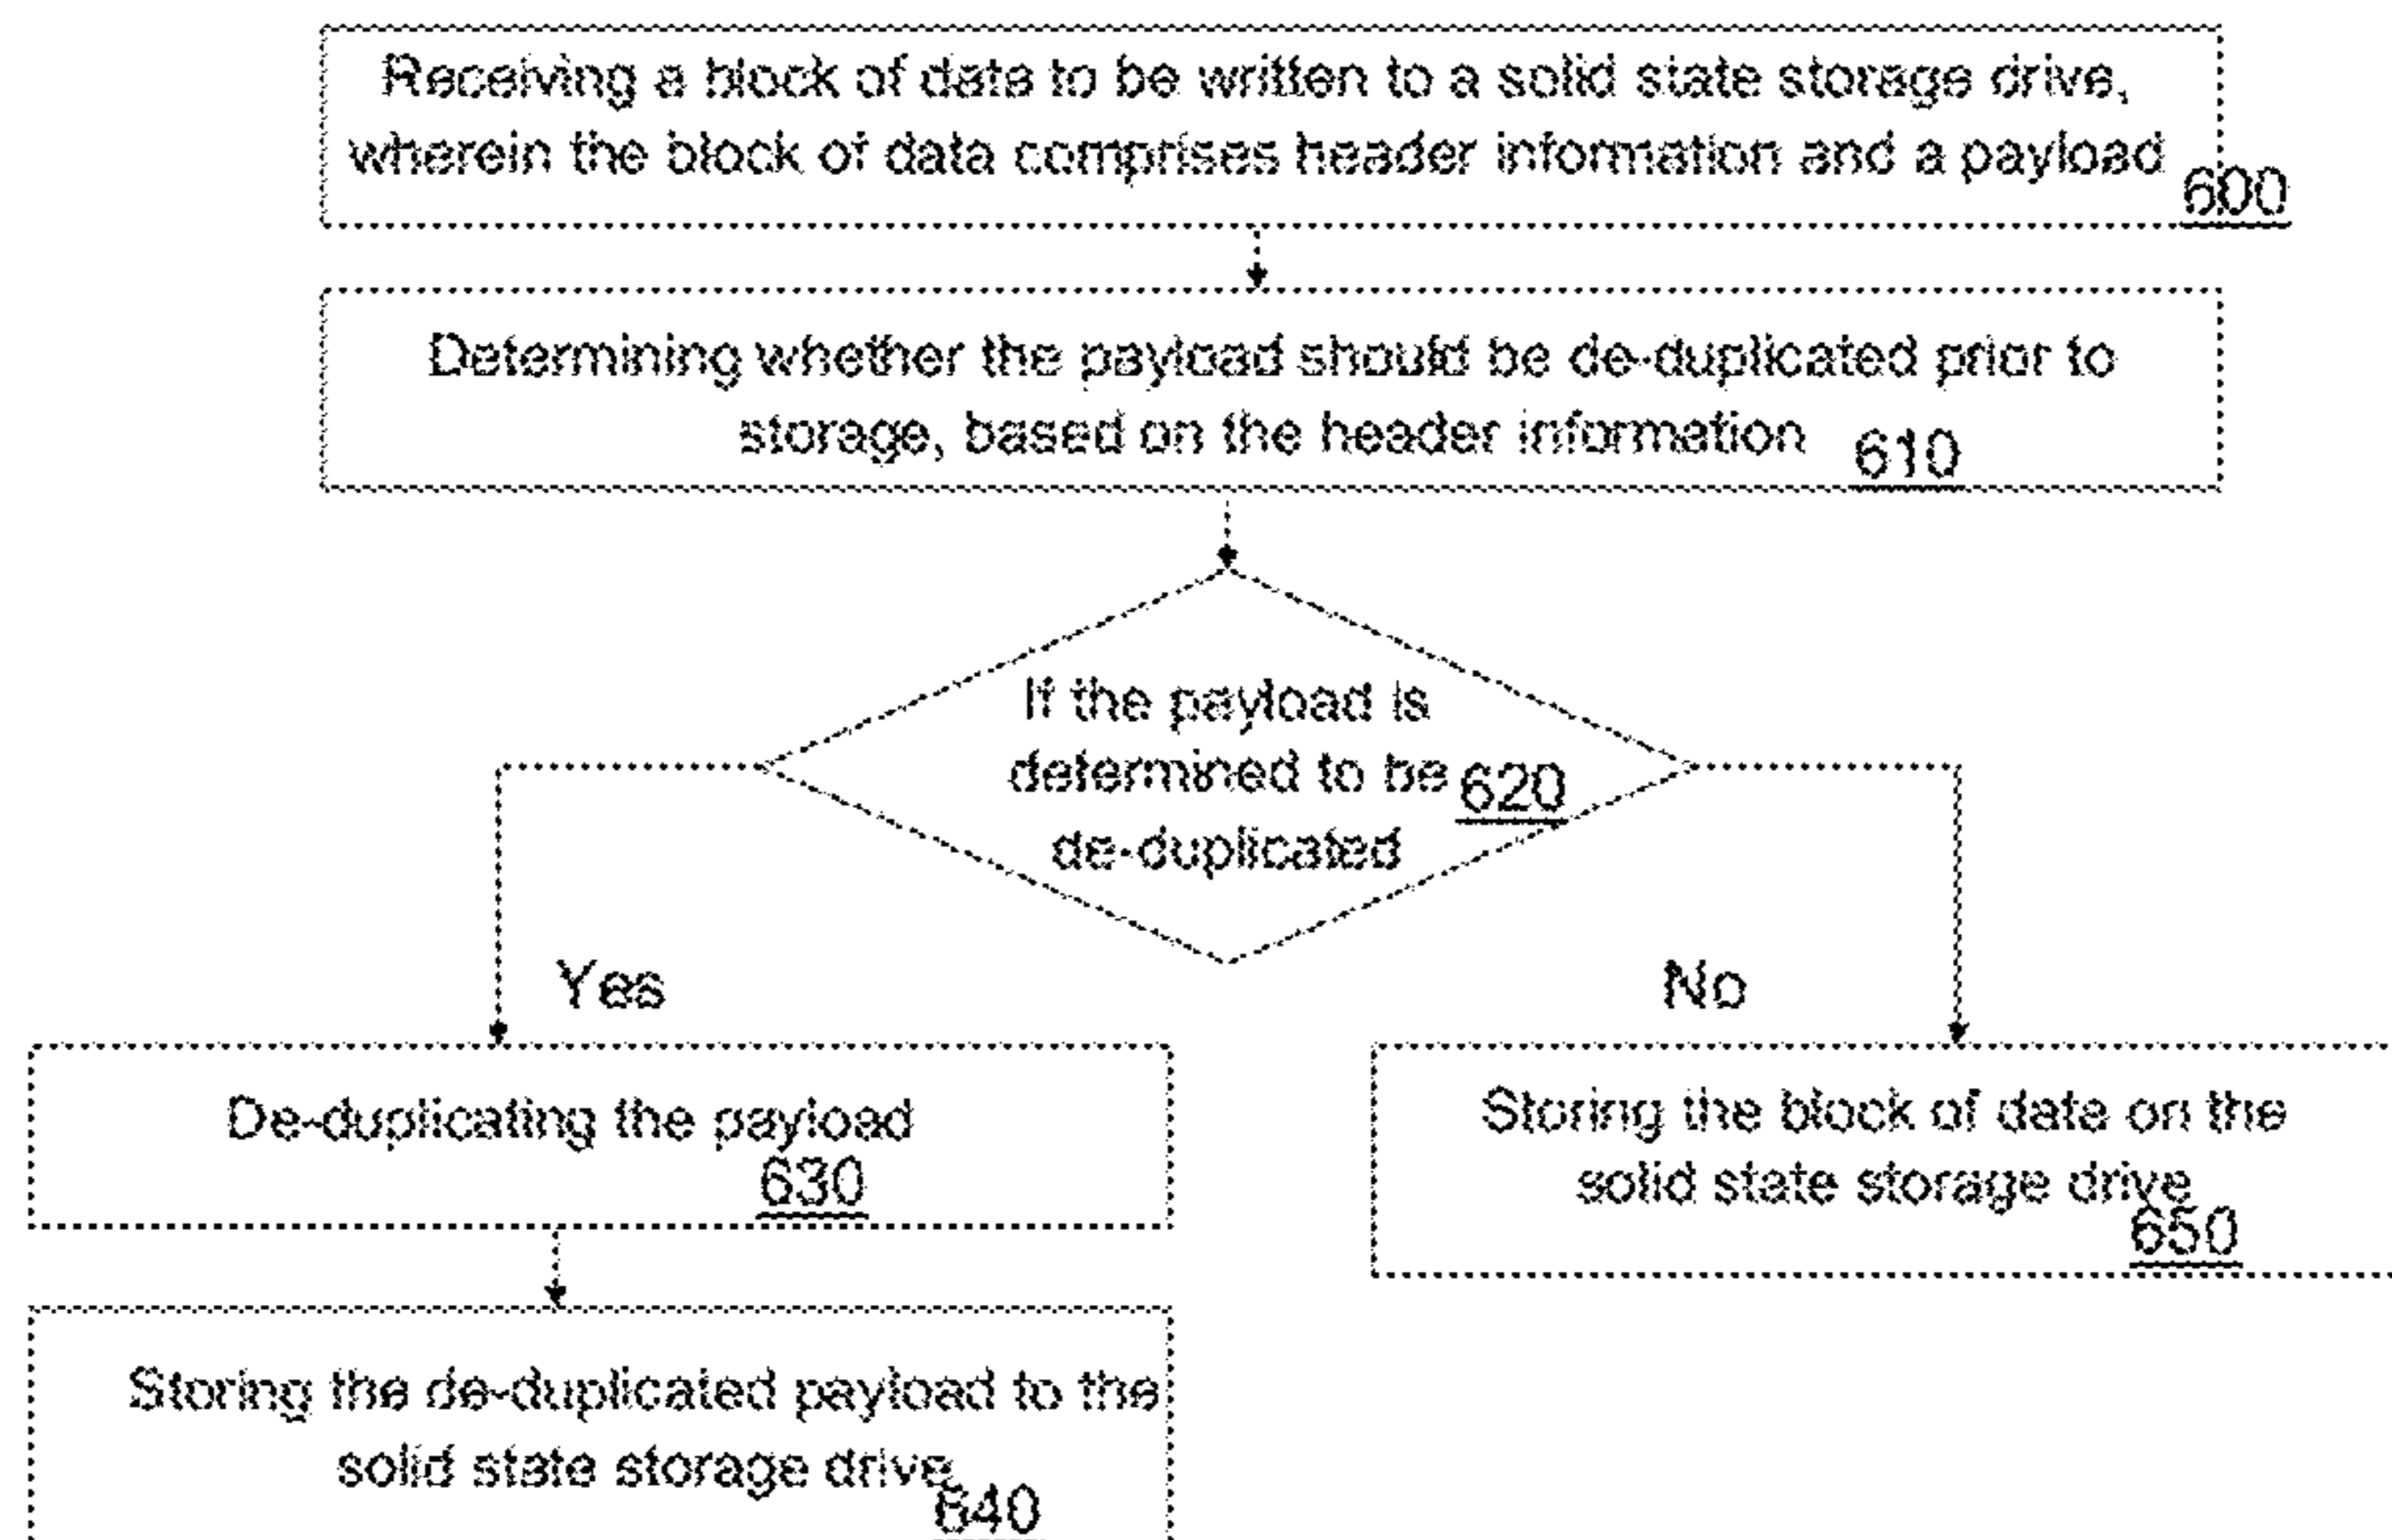 Receiving a block of data to be written to a solid state storage drive,
wherein the block of data comprises header information and a payload
600
Determining whether the payload should be de-duplicated prior to
storage, based on the header information 610
If the payload is
determined to be 620
de-duplicated
Yes
No
De-duplicating the payload
630
Storing the block of data on the
solid state storage drive
650
Storing the de-duplicated payload to the
solid state storage drive
640